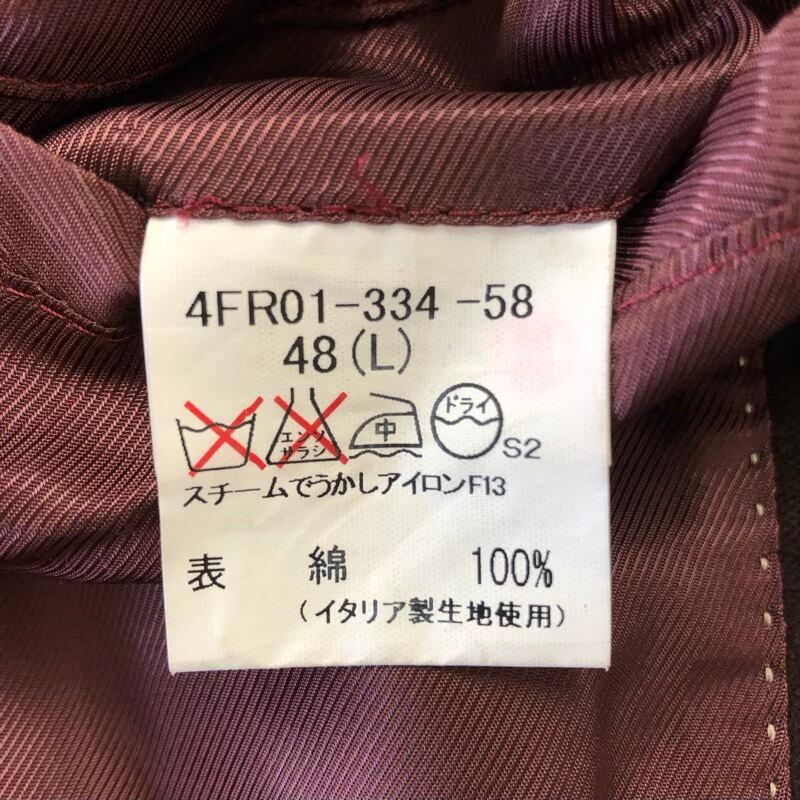 4FR01-334 -58
48(L)
エンソ
サラシ
中
ドライ
S2
スチームでうかしアイロンF13
表 綿 100%
(イタリア製生地使用)